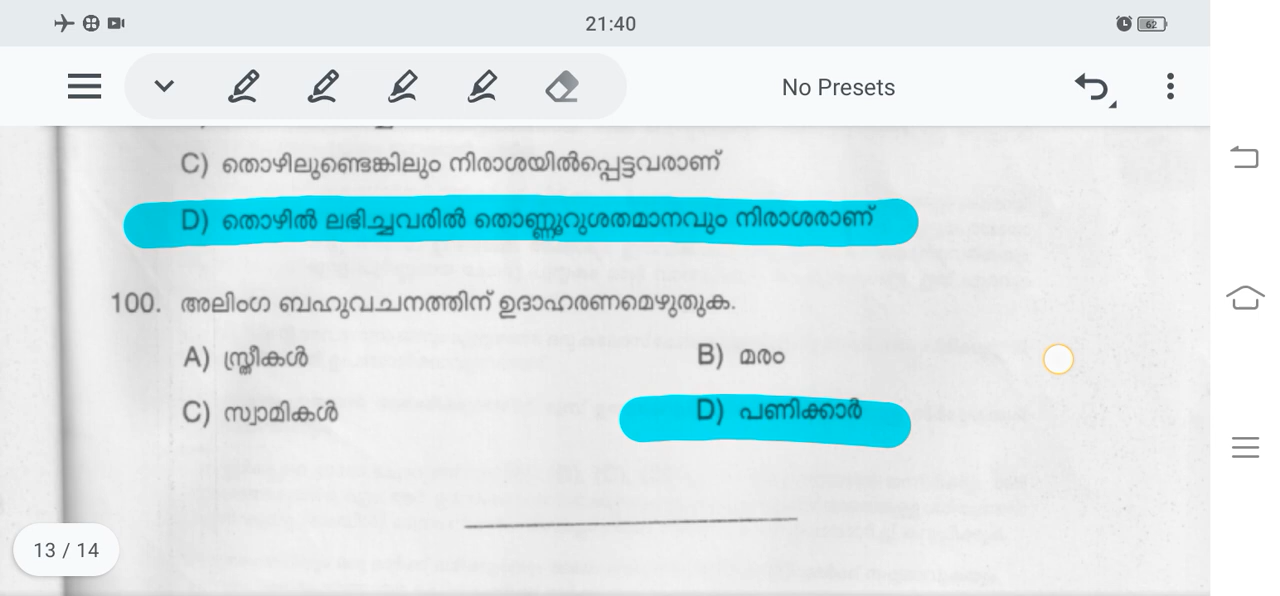 21:40
62
No Presets
C) തൊഴിലുണ്ടെങ്കിലും നിരാശയിൽപ്പെട്ടവരാണ്
D) തൊഴിൽ ലഭിച്ചവരിൽ തൊണ്ണൂറുശതമാനവും നിരാശരാണ്
100. അലിംഗ ബഹുവചനത്തിന് ഉദാഹരണമെഴുതുക.
A) സ്ത്രീകൾ B) മരം
C) സ്വാമികൾ D) പണിക്കാർ
13 / 14